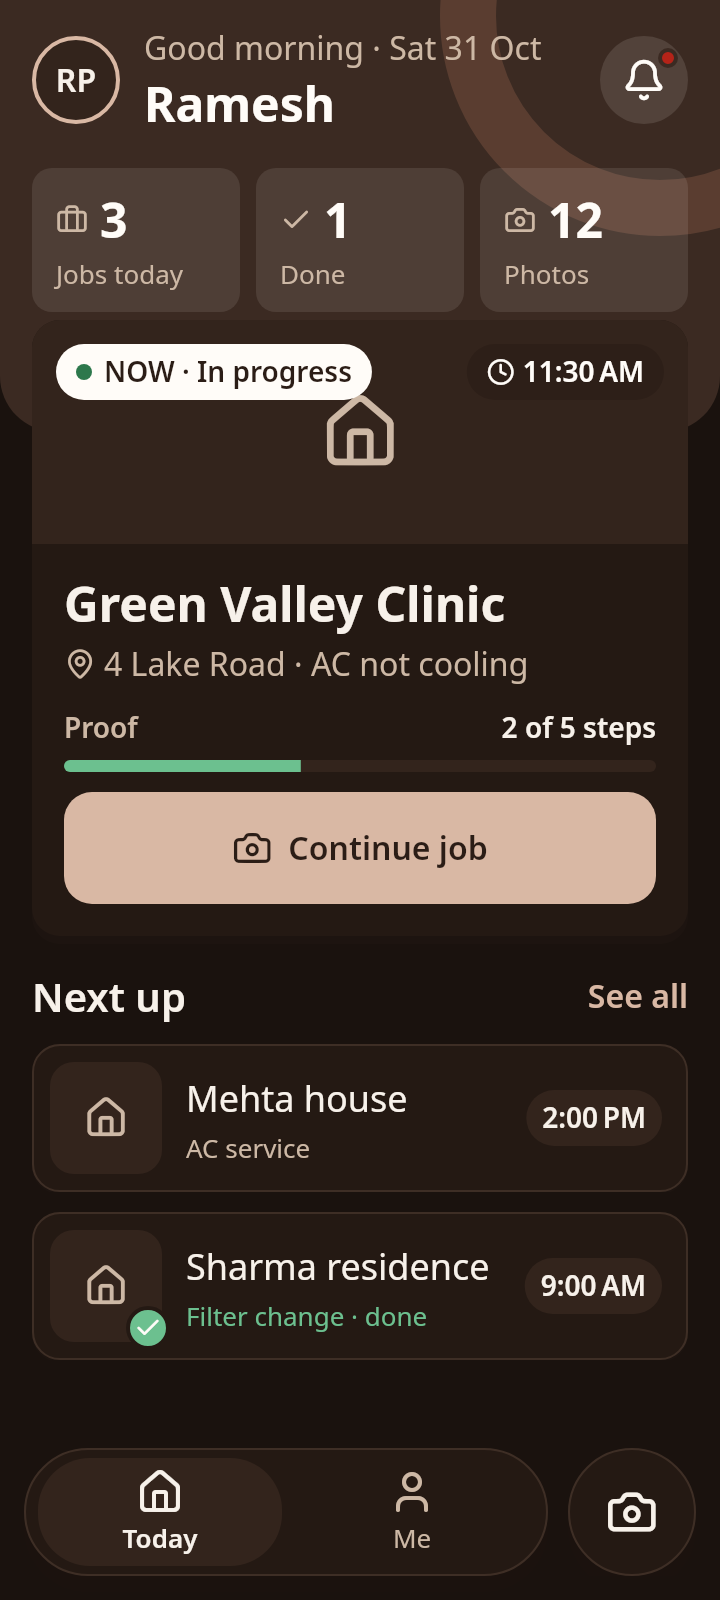 RP
Good morning · Sat 31 Oct
Ramesh
3
Jobs today
1
Done
12
Photos
NOW · In progress
11:30 AM
Green Valley Clinic
4 Lake Road · AC not cooling
Proof
2 of 5 steps
Continue job
Next up
See all
Mehta house
AC service
2:00 PM
Sharma residence
Filter change · done
9:00 AM
Today
Me